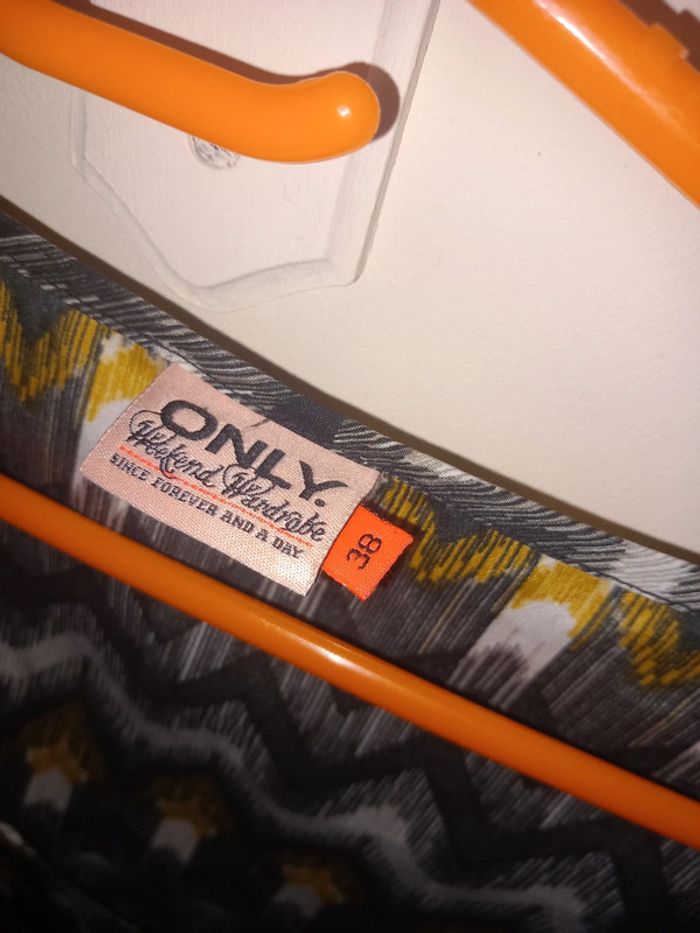 ONLY.
Weekend Wardrobe
SINCE FOREVER AND A DAY
38